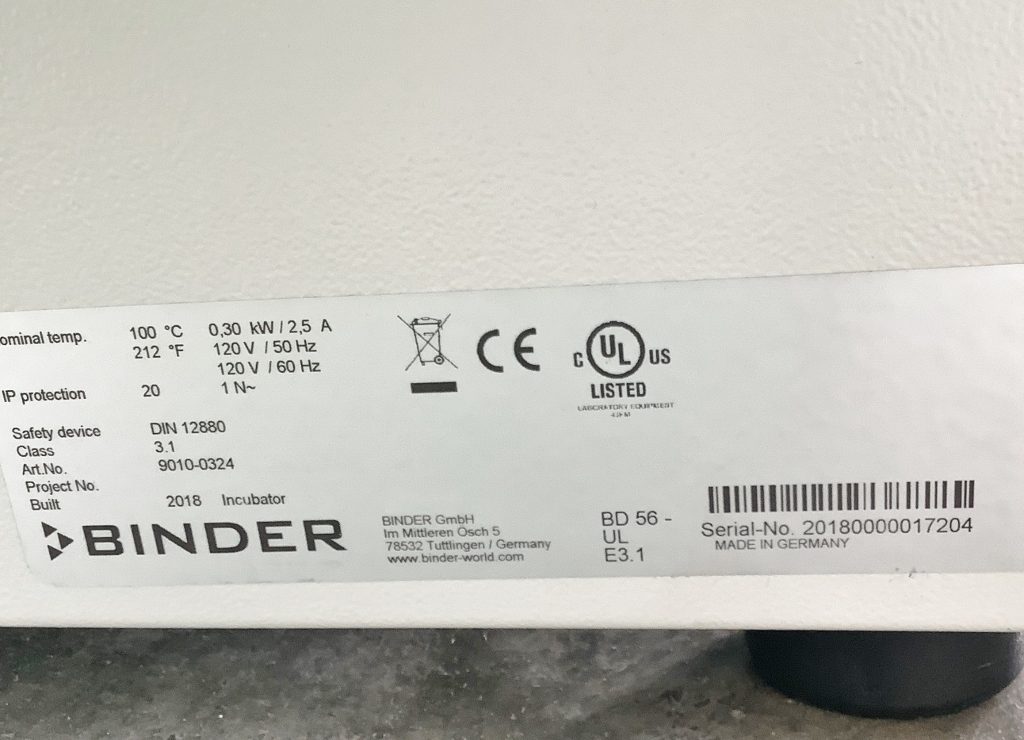 ominal temp. 100 °C 0,30 kW / 2,5 A
212 °F 120 V / 50 Hz
120 V / 60 Hz
IP protection 20 1 N~
Safety device DIN 12880
Class 3.1
Art.No. 9010-0324
Project No.
Built 2018 Incubator
BINDER
BINDER GmbH
Im Mittleren Ösch 5
78532 Tuttlingen / Germany
www.binder-world.com
CE
C UL US
LISTED
LABORATORY EQUIPMENT
BD 56 -
UL
E3.1
Serial-No. 20180000017204
MADE IN GERMANY